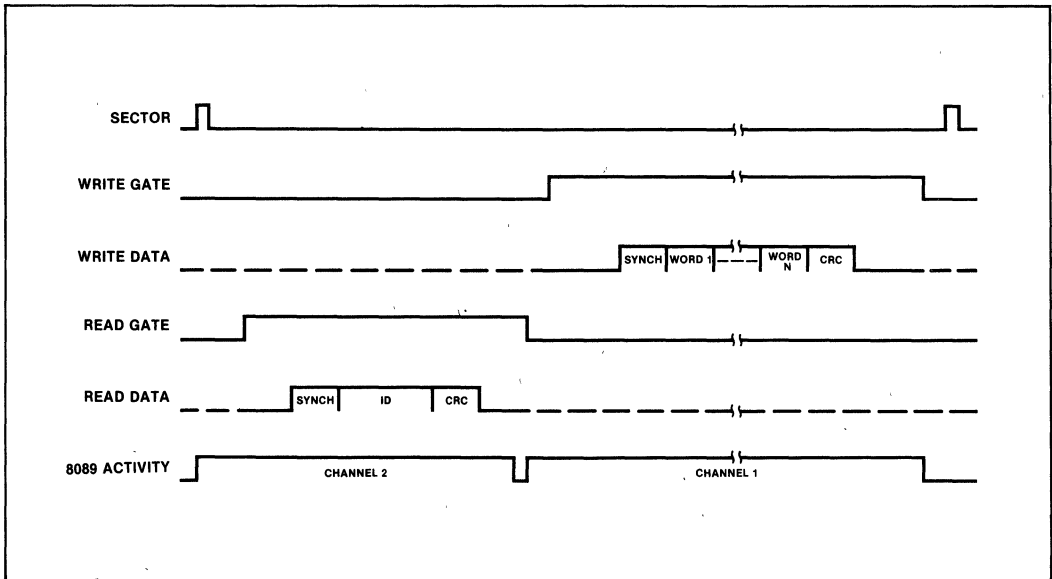 SECTOR
WRITE GATE
WRITE DATA
SYNCH WORD 1 WORD N CRC
READ GATE
READ DATA
SYNCH ID CRC
8089 ACTIVITY
CHANNEL 2 CHANNEL 1